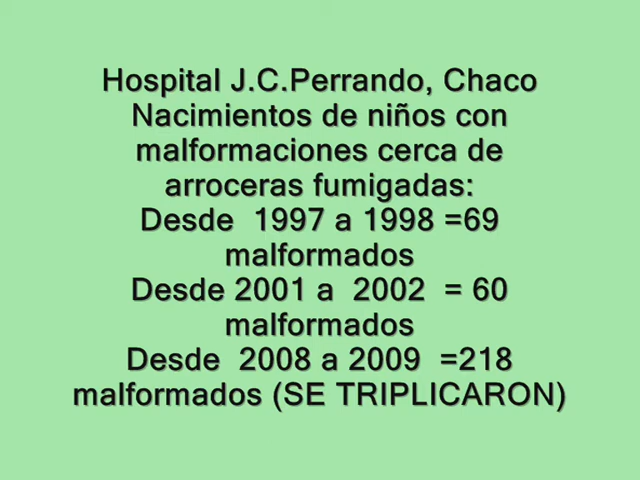 Hospital J.C.Perrando, Chaco
Nacimientos de niños con
malformaciones cerca de
arroceras fumigadas:
Desde  1997 a 1998 =69
malformados
Desde 2001 a  2002  = 60
malformados
Desde  2008 a 2009  =218
malformados (SE TRIPLICARON)